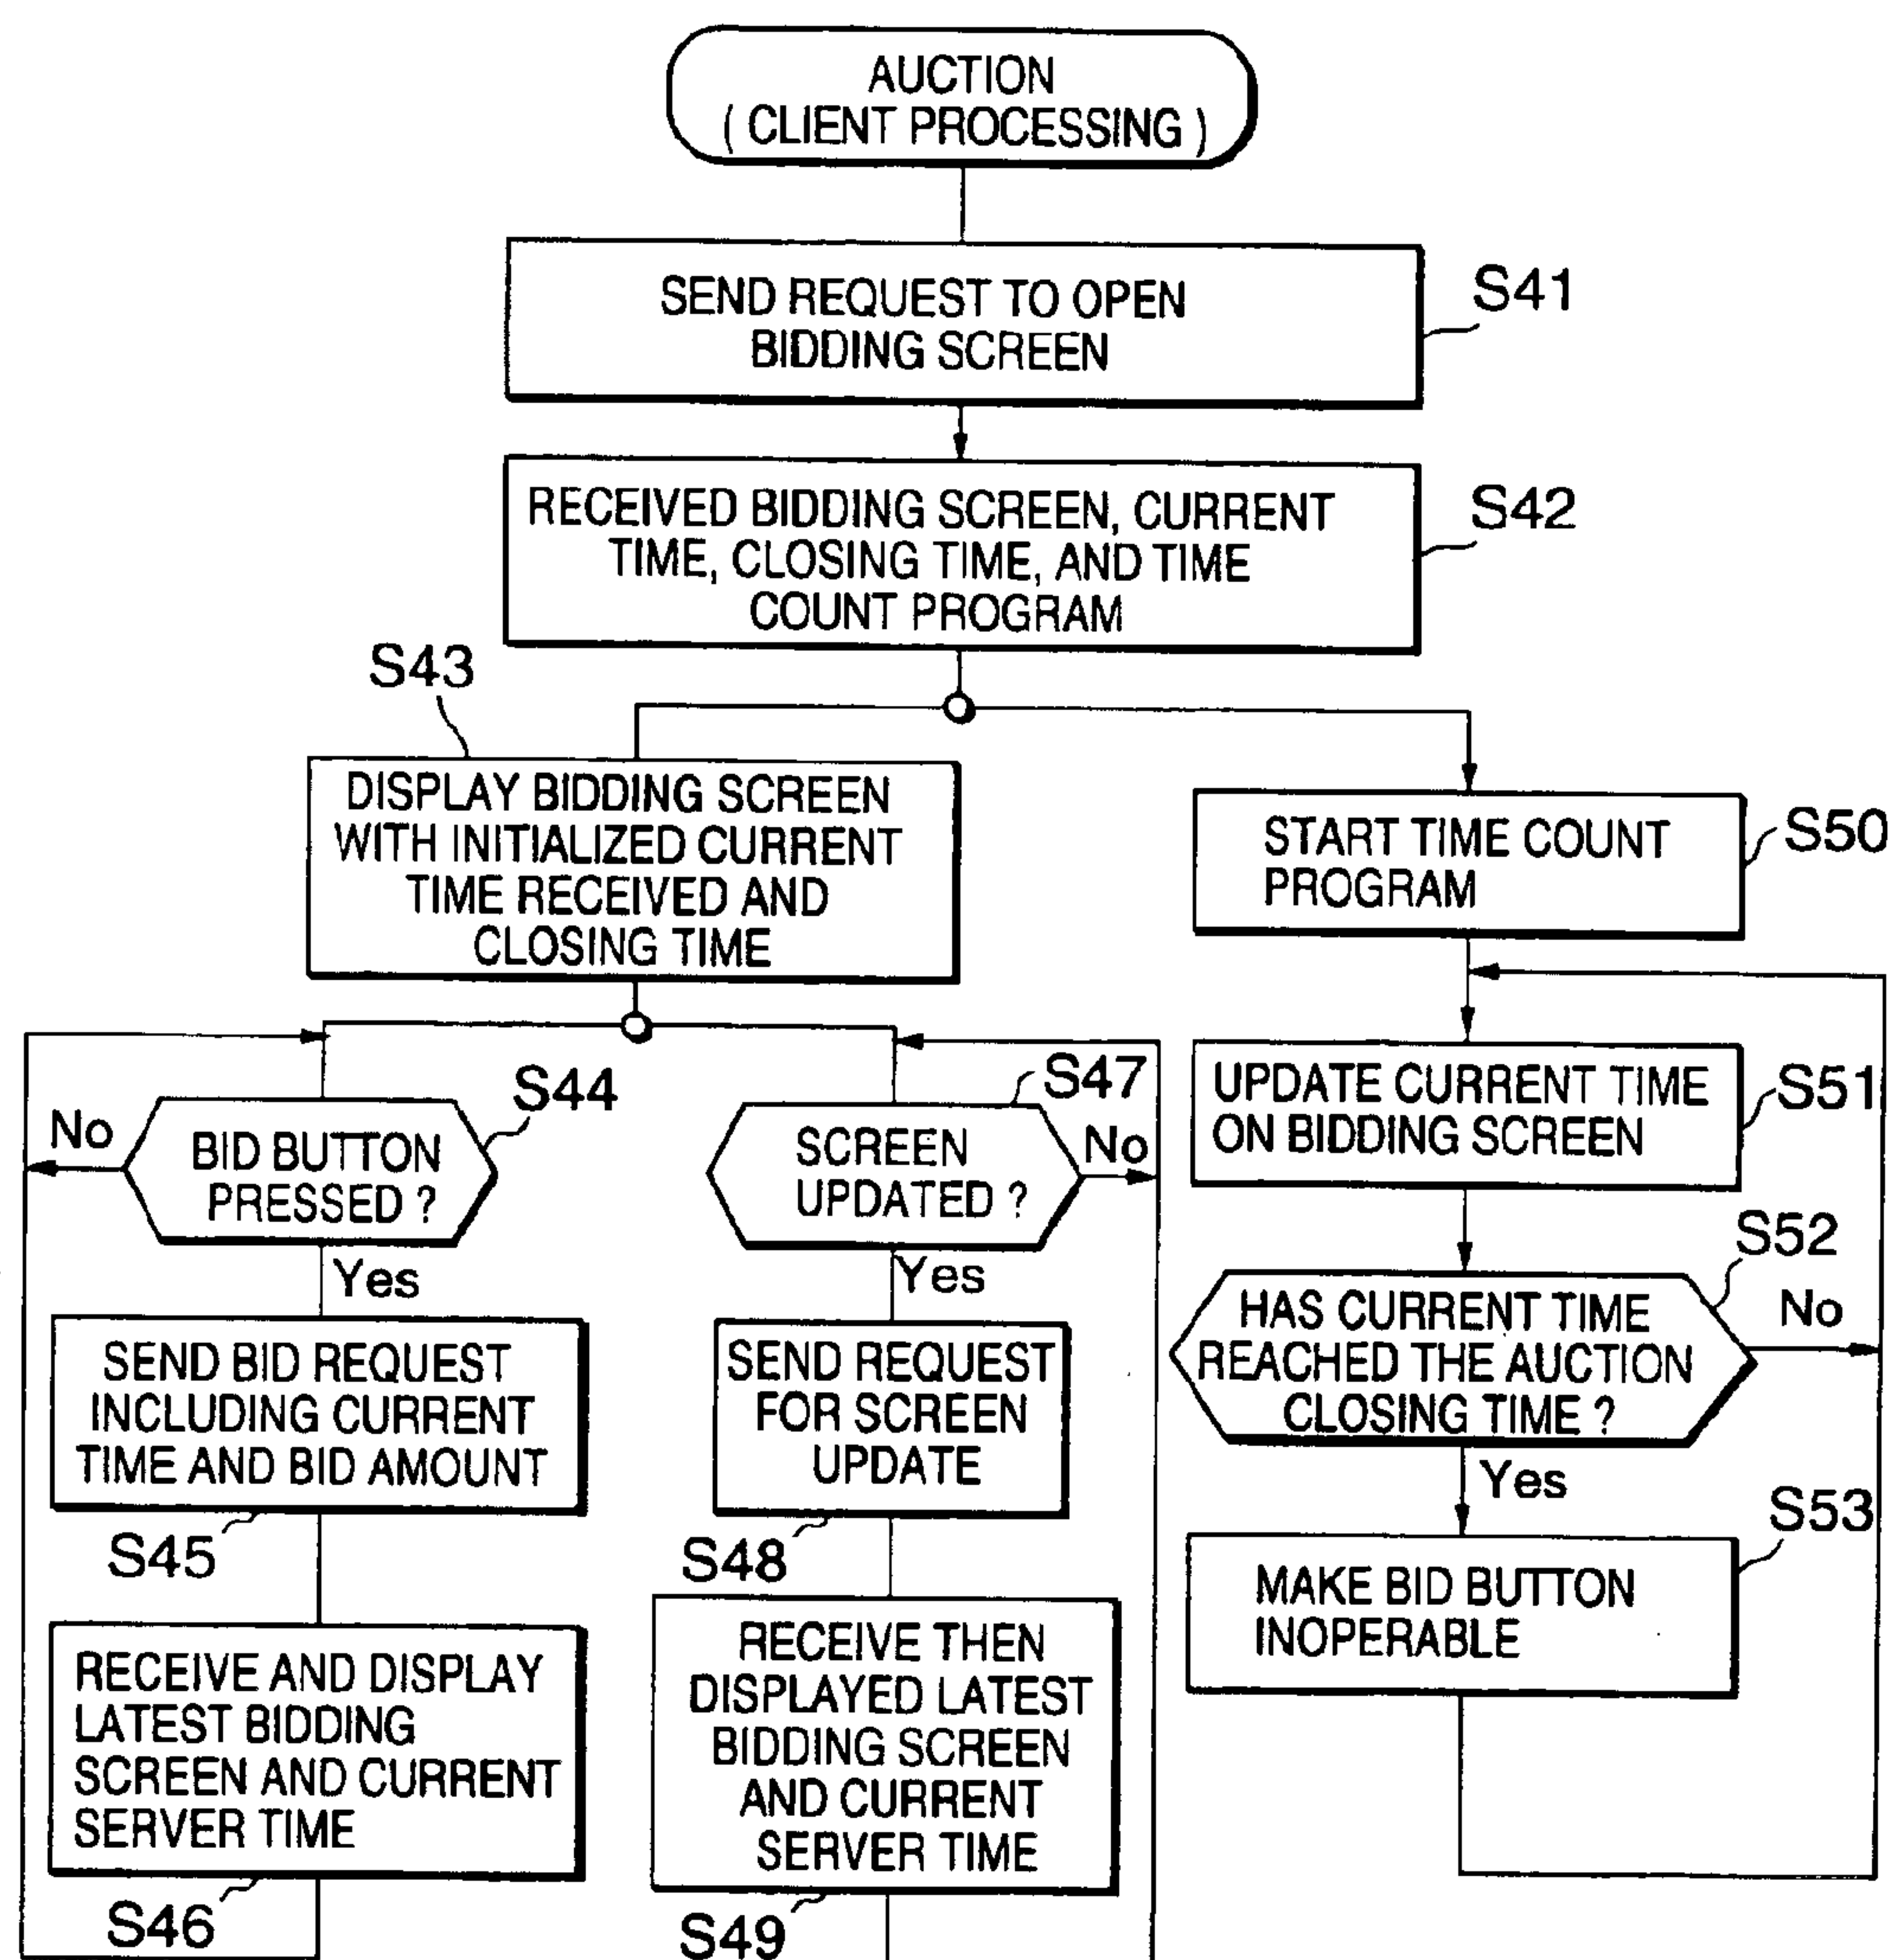 AUCTION
( CLIENT PROCESSING )
SEND REQUEST TO OPEN
BIDDING SCREEN
S41
RECEIVED BIDDING SCREEN, CURRENT
TIME, CLOSING TIME, AND TIME
COUNT PROGRAM
S42
S43
DISPLAY BIDDING SCREEN
WITH INITIALIZED CURRENT
TIME RECEIVED AND
CLOSING TIME
START TIME COUNT
PROGRAM
S50
No
BID BUTTON
PRESSED ?
S44
Yes
SEND BID REQUEST
INCLUDING CURRENT
TIME AND BID AMOUNT
S45
RECEIVE AND DISPLAY
LATEST BIDDING
SCREEN AND CURRENT
SERVER TIME
S46
S47
SCREEN
UPDATED ?
No
Yes
SEND REQUEST
FOR SCREEN
UPDATE
S48
RECEIVE THEN
DISPLAYED LATEST
BIDDING SCREEN
AND CURRENT
SERVER TIME
S49
UPDATE CURRENT TIME
ON BIDDING SCREEN
S51
S52
HAS CURRENT TIME
REACHED THE AUCTION
CLOSING TIME ?
No
Yes
S53
MAKE BID BUTTON
INOPERABLE